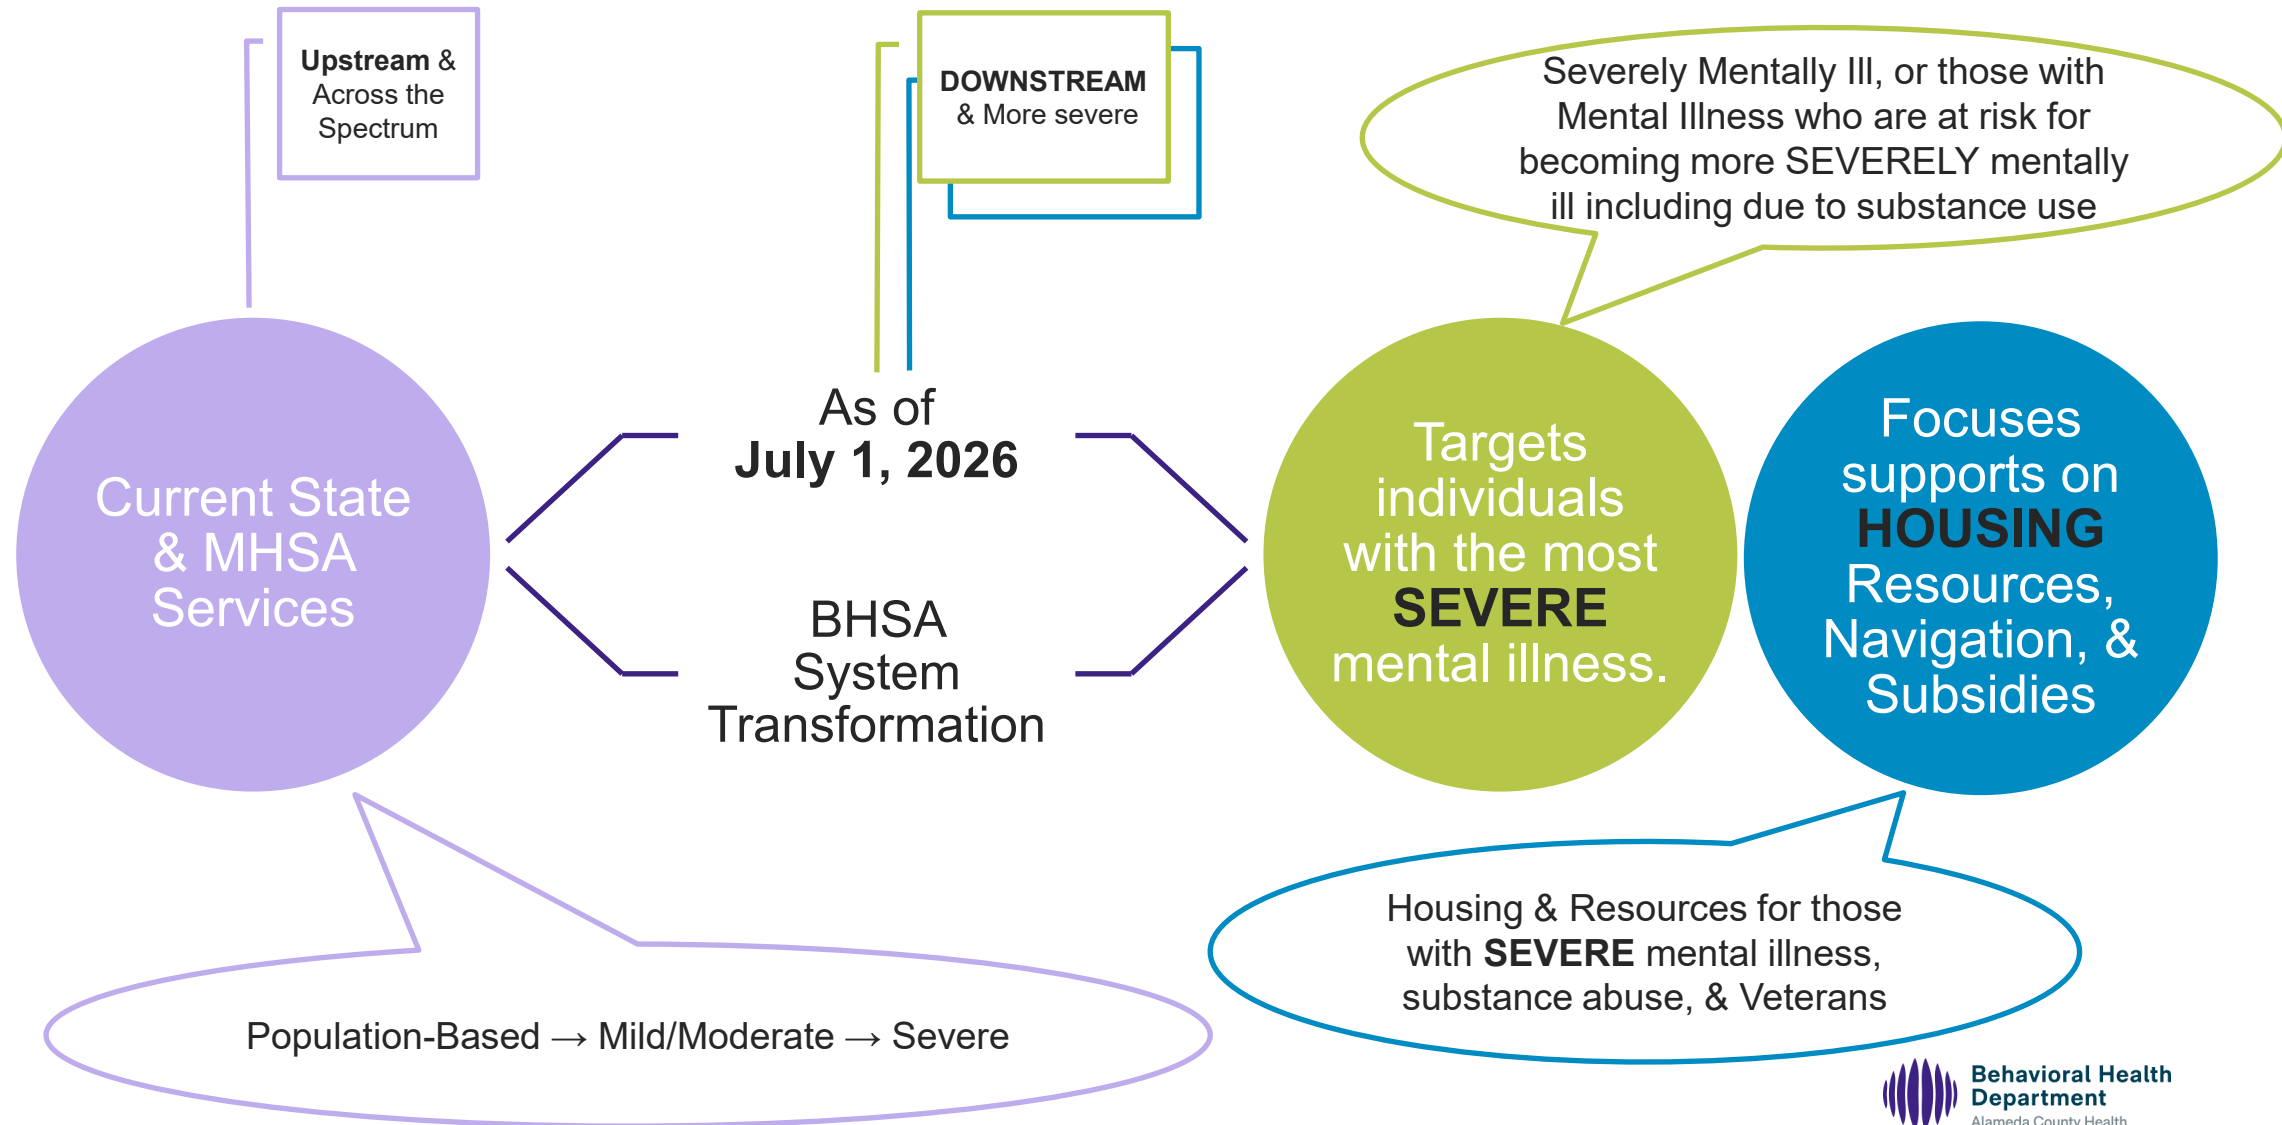 Upstream &
Across the
Spectrum
DOWNSTREAM
& More severe
Severely Mentally Ill, or those with
Mental Illness who are at risk for
becoming more SEVERELY mentally
ill including due to substance use
Current State
& MHSA
Services
As of
July 1, 2026
BHSA
System
Transformation
Targets
individuals
with the most
SEVERE
mental illness.
Focuses
supports on
HOUSING
Resources,
Navigation, &
Subsidies
Population-Based → Mild/Moderate → Severe
Housing & Resources for those
with SEVERE mental illness,
substance abuse, & Veterans
Behavioral Health
Department
Alameda County Health